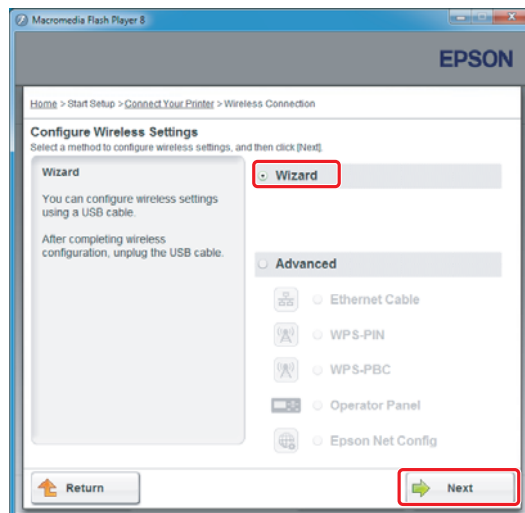 Macromedia Flash Player 8
EPSON
Home > Start Setup > Connect Your Printer > Wireless Connection
Configure Wireless Settings
Select a method to configure wireless settings, and then click [Next].
Wizard
You can configure wireless settings
using a USB cable.
After completing wireless
configuration, unplug the USB cable.
Wizard
Advanced
Ethernet Cable
WPS-PIN
WPS-PBC
Operator Panel
Epson Net Config
Return
Next